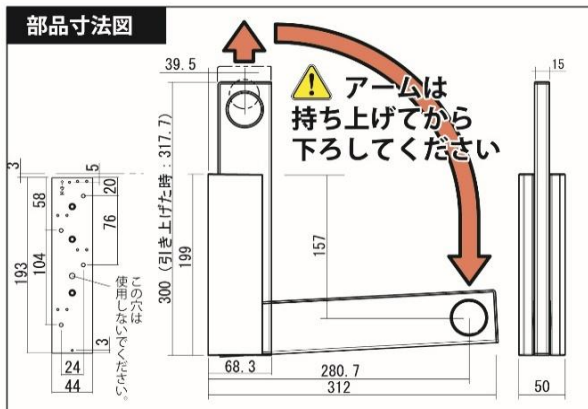 部品寸法図
39.5
15
アームは
持ち上げてから
下ろしてください
3
5
58
20
76
104
193
この穴は
使用しないでください。
3
24
44
300（引き上げた時：317.7）
199
157
68.3
280.7
312
50